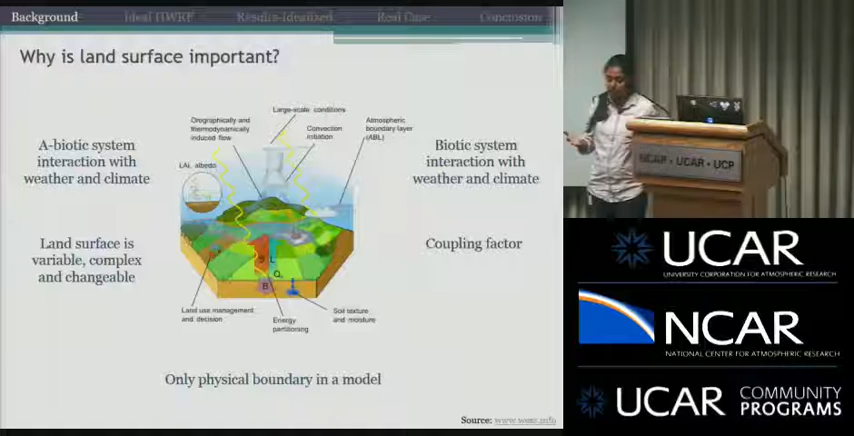 Background
Ideal HWRF
Results-Idealized
Real Case
Conclusion
Why is land surface important?
A-biotic system
interaction with
weather and climate
Land surface is
variable, complex
and changeable
Large-scale conditions
Orographically and
thermodynamically
induced flow
Convection
initiation
Atmospheric
boundary layer
(ABL)
LAI, albedo
B
Land use management
and decision
Energy
partitioning
Soil texture
and moisture
Biotic system
interaction with
weather and climate
Coupling factor
Only physical boundary in a model
Source:
NCAR • UCAR • UCP
UCAR
UNIVERSITY CORPORATION FOR ATMOSPHERIC RESEARCH
NCAR
NATIONAL CENTER FOR ATMOSPHERIC RESEARCH
UCAR COMMUNITY
PROGRAMS